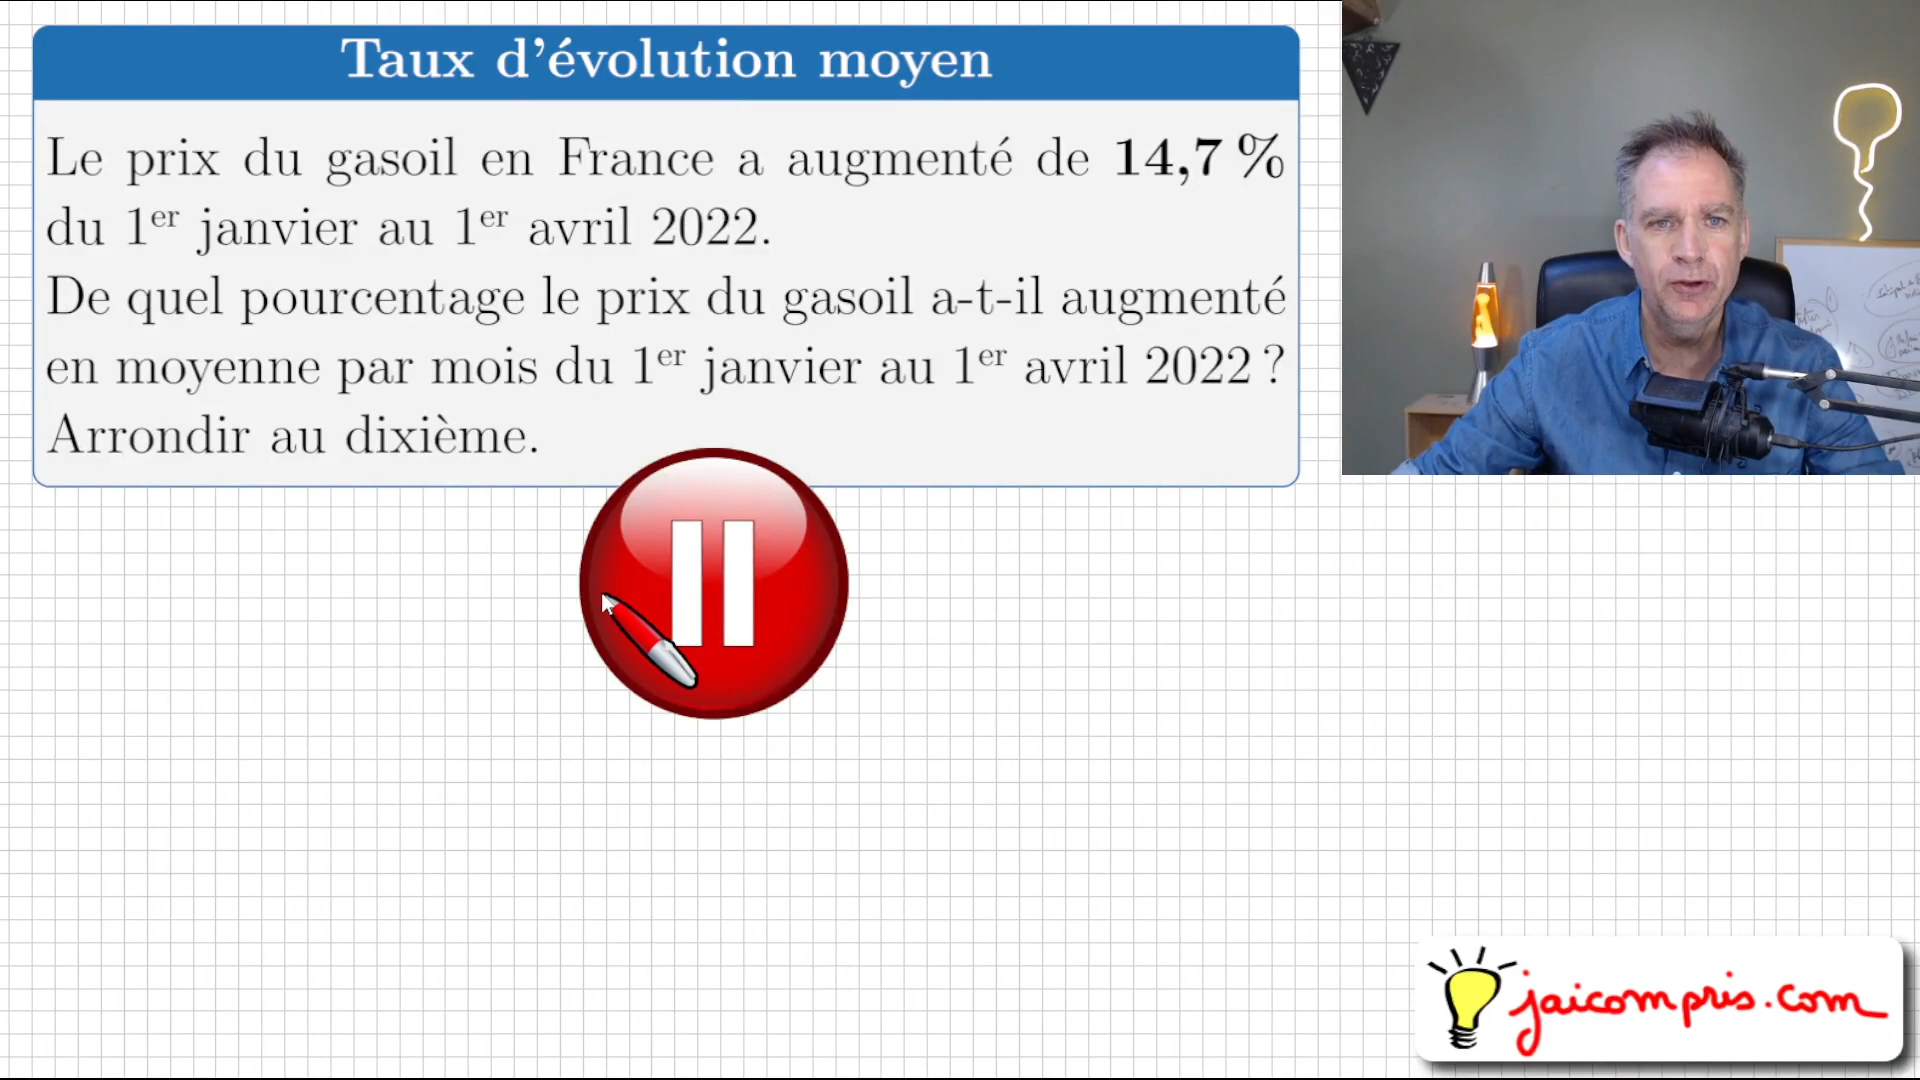 Taux d'évolution moyen
Le prix du gasoil en France a augmenté de 14,7 %
du 1er janvier au 1er avril 2022.
De quel pourcentage le prix du gasoil a-t-il augmenté
en moyenne par mois du 1er janvier au 1er avril 2022 ?
Arrondir au dixième.
jaicompris.com